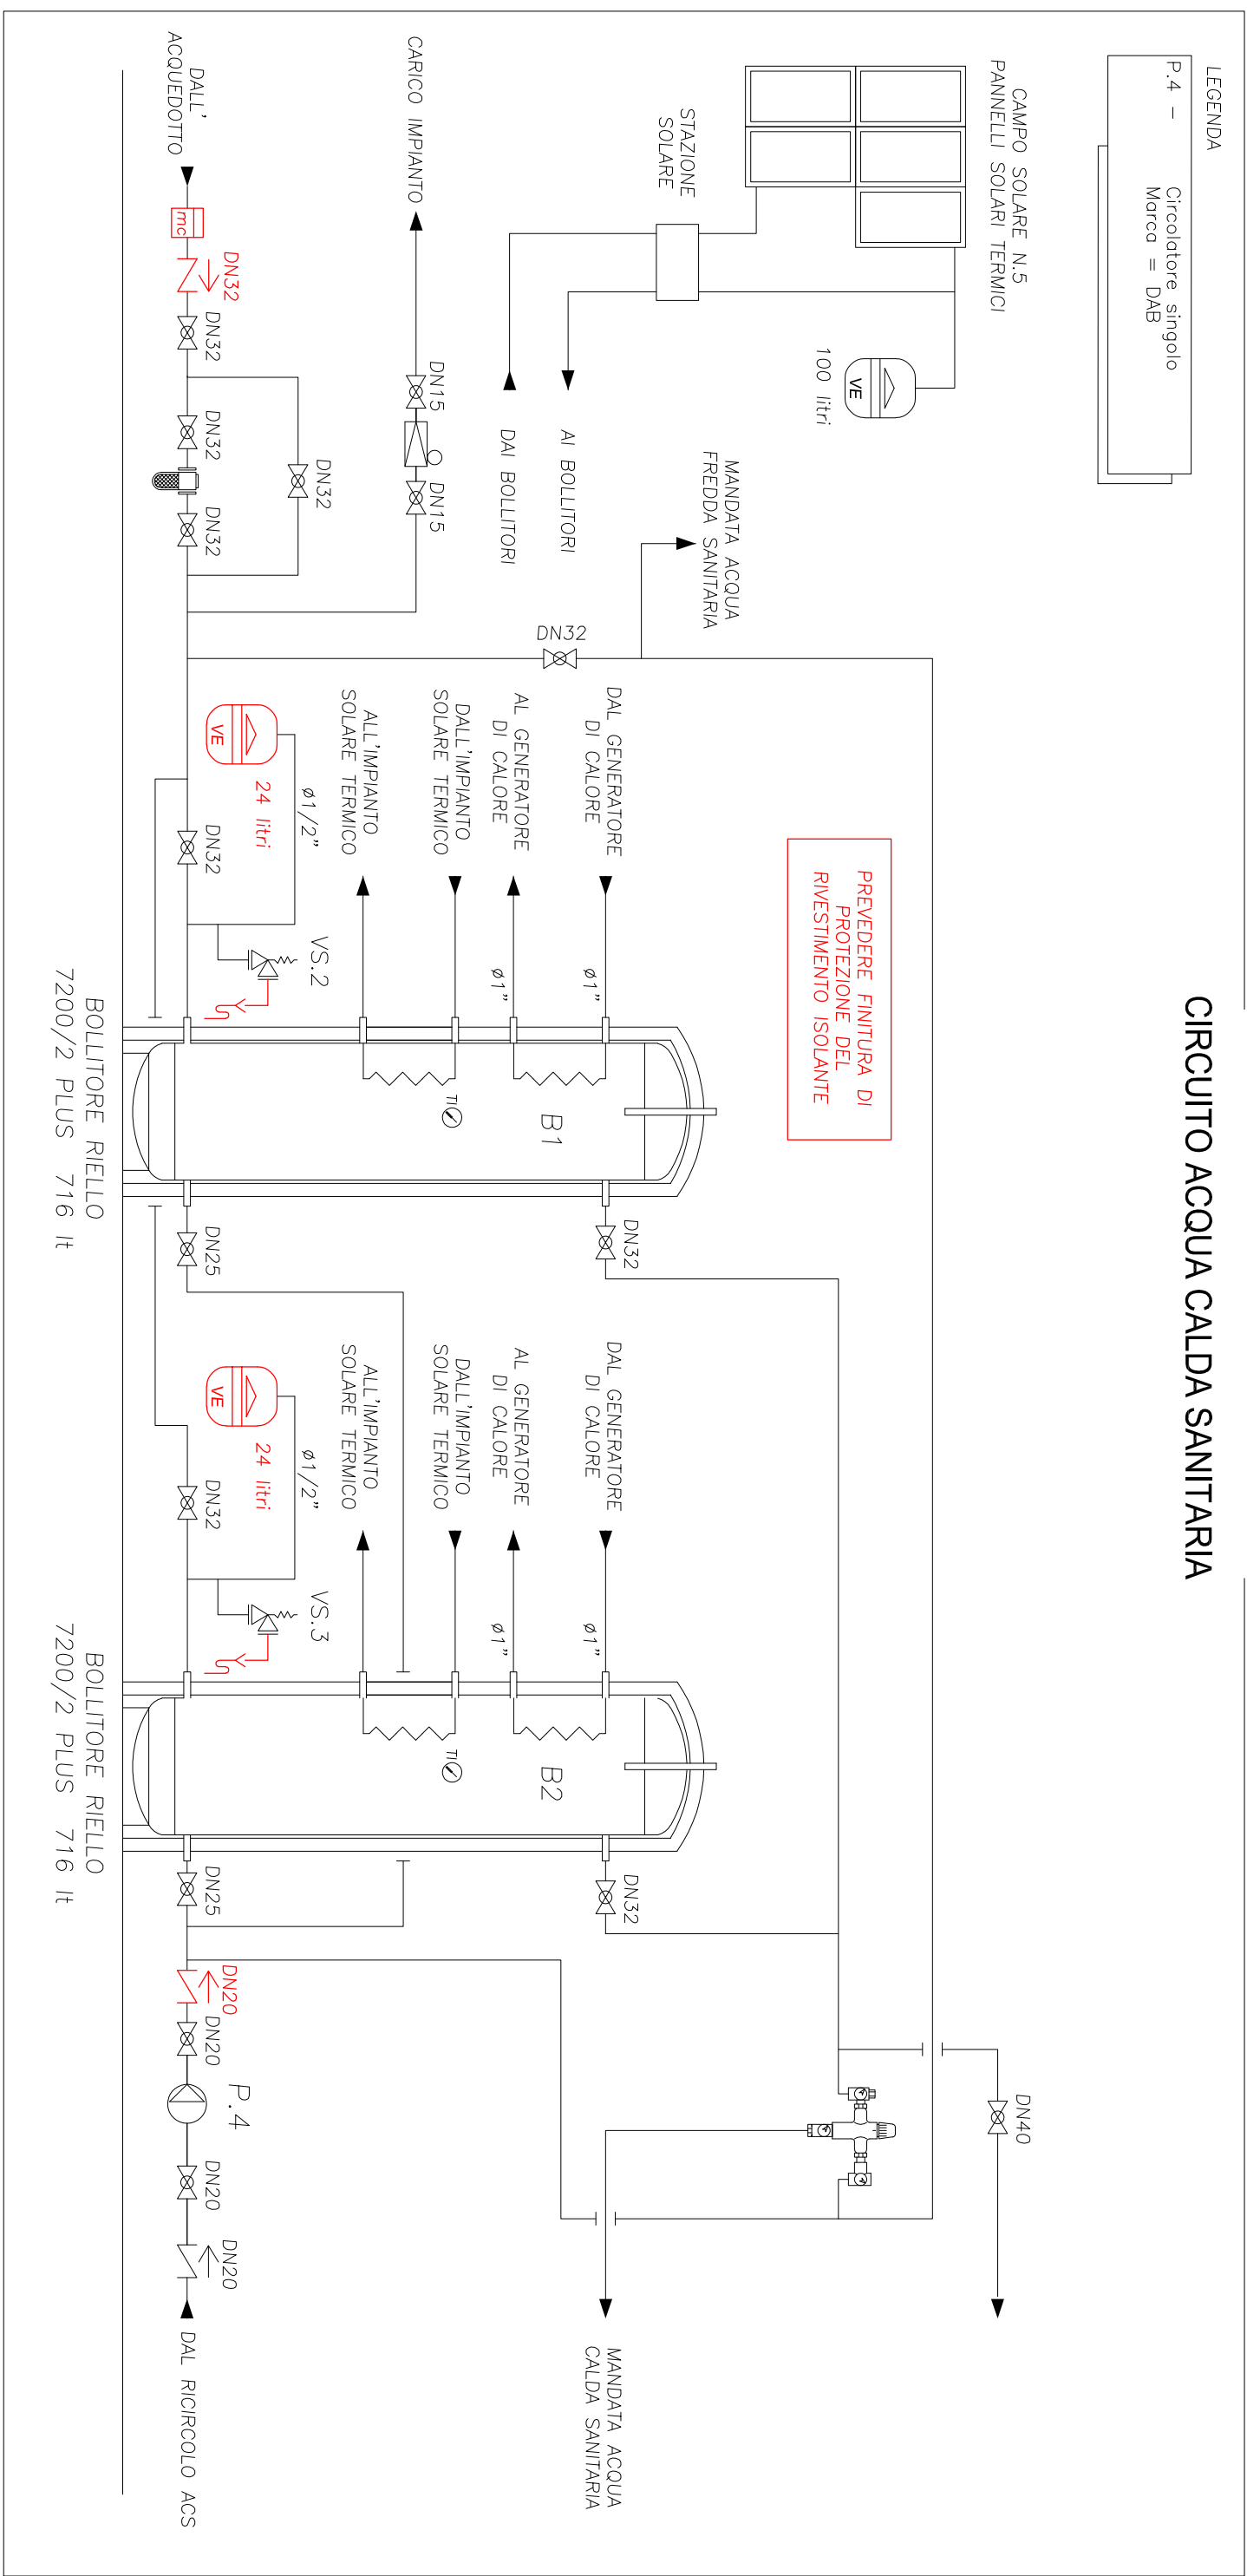 CIRCUITO ACQUA CALDA SANITARIA
LEGENDA
P.4 - Circolatore singolo
Marca = DAB
CAMPO SOLARE N.5
PANNELLI SOLARI TERMICI
STAZIONE
SOLARE
VE
100 litri
AI BOLLITORI
DAI BOLLITORI
MANDATA ACQUA
FREDDA SANITARIA
CARICO IMPIANTO
DN15
DN15
DALL'
ACQUEDOTTO
mc
DN32
DN32
DN32
DN32
DN32
DN32
PREVEDERE FINITURA DI
PROTEZIONE DEL
RIVESTIMENTO ISOLANTE
DAL GENERATORE
DI CALORE
AL GENERATORE
DI CALORE
DALL'IMPIANTO
SOLARE TERMICO
ALL'IMPIANTO
SOLARE TERMICO
ø1"
ø1"
ø1/2"
VE
24 litri
DN32
VS.2
B1
TI
DN32
DN25
BOLLITORE RIELLO
7200/2 PLUS 716 lt
DAL GENERATORE
DI CALORE
AL GENERATORE
DI CALORE
DALL'IMPIANTO
SOLARE TERMICO
ALL'IMPIANTO
SOLARE TERMICO
ø1"
ø1"
ø1/2"
VE
24 litri
DN32
VS.3
B2
TI
DN32
DN25
BOLLITORE RIELLO
7200/2 PLUS 716 lt
DN20
DN20
P.4
DN20
DN20
DAL RICIRCOLO ACS
DN40
MANDATA ACQUA
CALDA SANITARIA